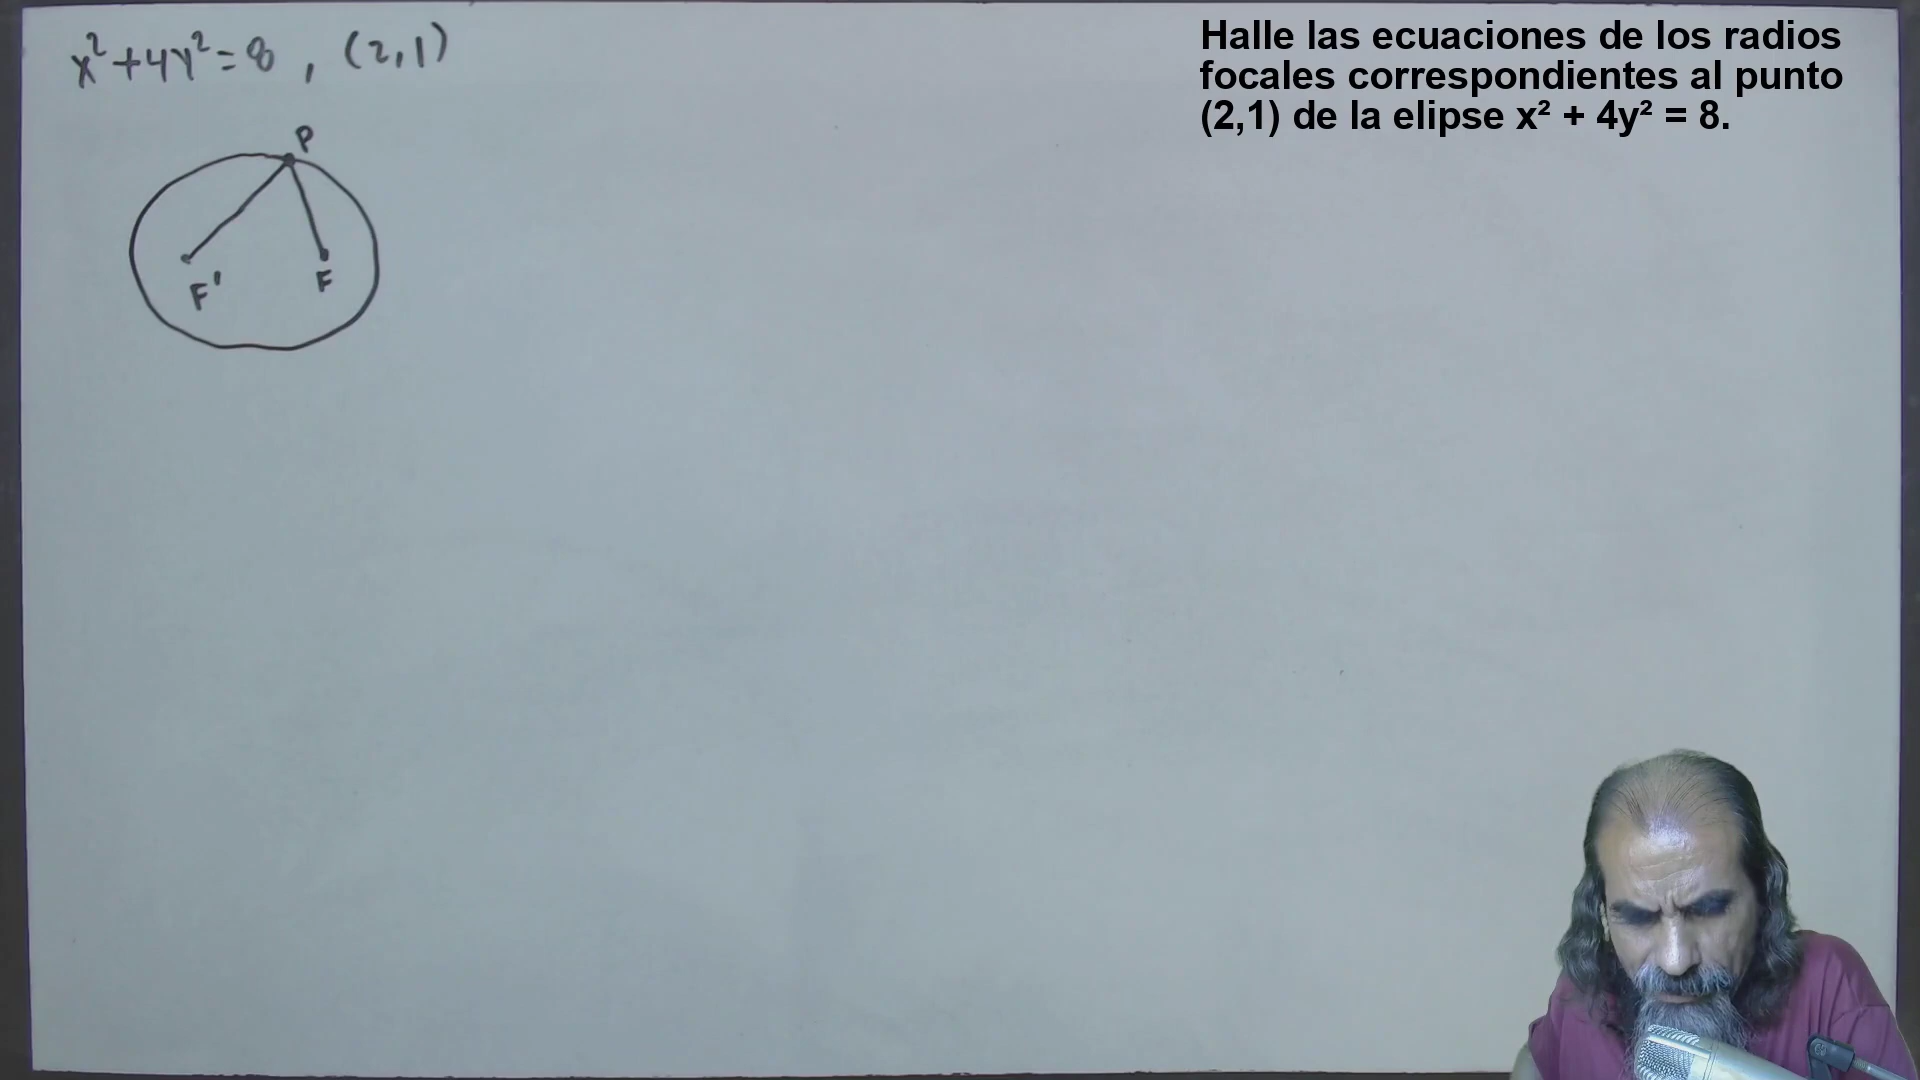 x²+4y²=8 , (2,1)
Halle las ecuaciones de los radios
focales correspondientes al punto
(2,1) de la elipse x² + 4y² = 8.
P
F' F